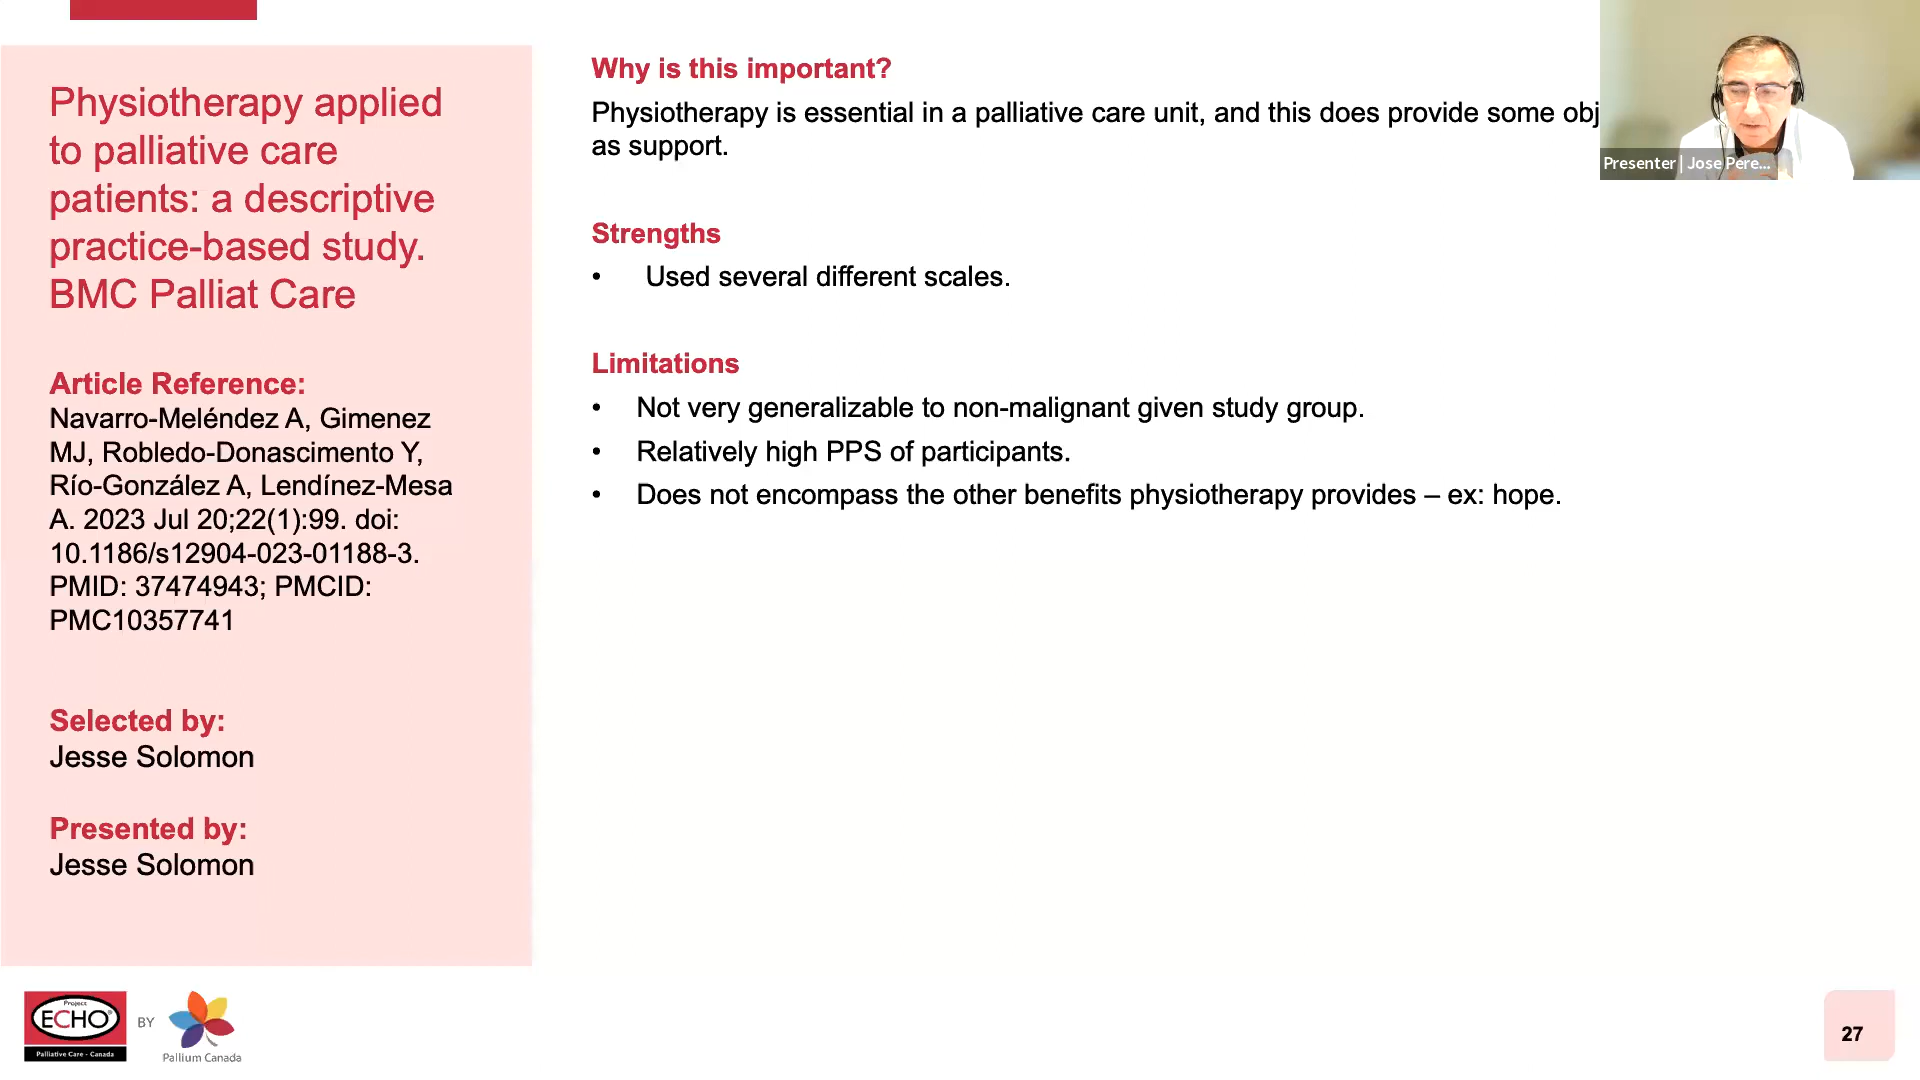 Physiotherapy applied
to palliative care
patients: a descriptive
practice-based study.
BMC Palliat Care
Article Reference:
Navarro-Meléndez A, Gimenez
MJ, Robledo-Donascimento Y,
Río-González A, Lendínez-Mesa
A. 2023 Jul 20;22(1):99. doi:
10.1186/s12904-023-01188-3.
PMID: 37474943; PMCID:
PMC10357741
Selected by:
Jesse Solomon
Presented by:
Jesse Solomon
Why is this important?
Physiotherapy is essential in a palliative care unit, and this does provide some obj
as support.
Strengths
• Used several different scales.
Limitations
• Not very generalizable to non-malignant given study group.
• Relatively high PPS of participants.
• Does not encompass the other benefits physiotherapy provides – ex: hope.
Presenter | Jose Pere...
Project
ECHO®
Palliative Care - Canada
BY
Pallium Canada
27